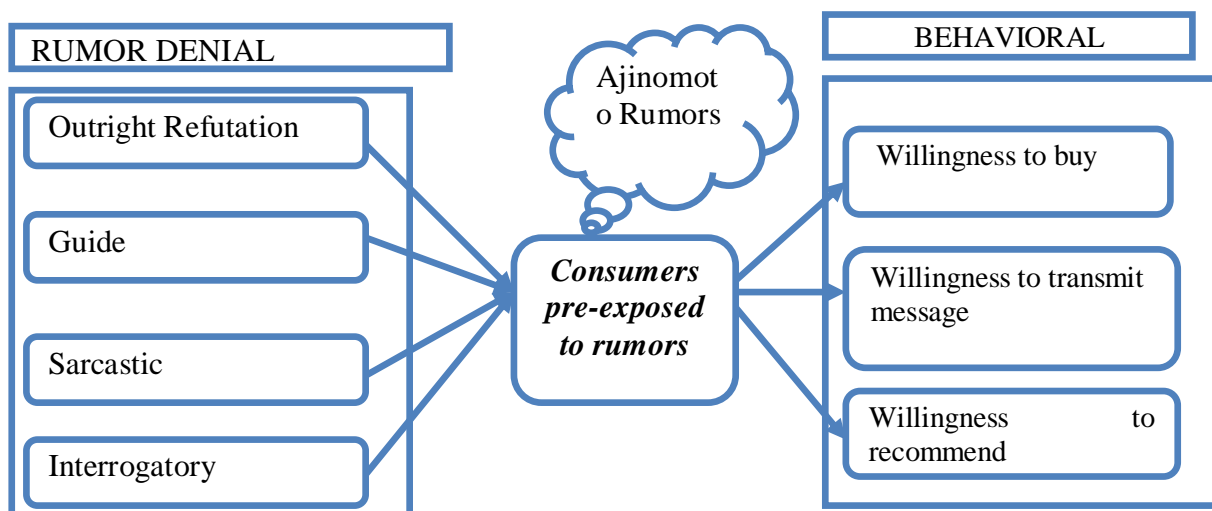 RUMOR DENIAL
Outright Refutation
Guide
Sarcastic
Interrogatory
Ajinomot
o Rumors
Consumers
pre-exposed
to rumors
BEHAVIORAL
Willingness to buy
Willingness to transmit
message
Willingness to
recommend